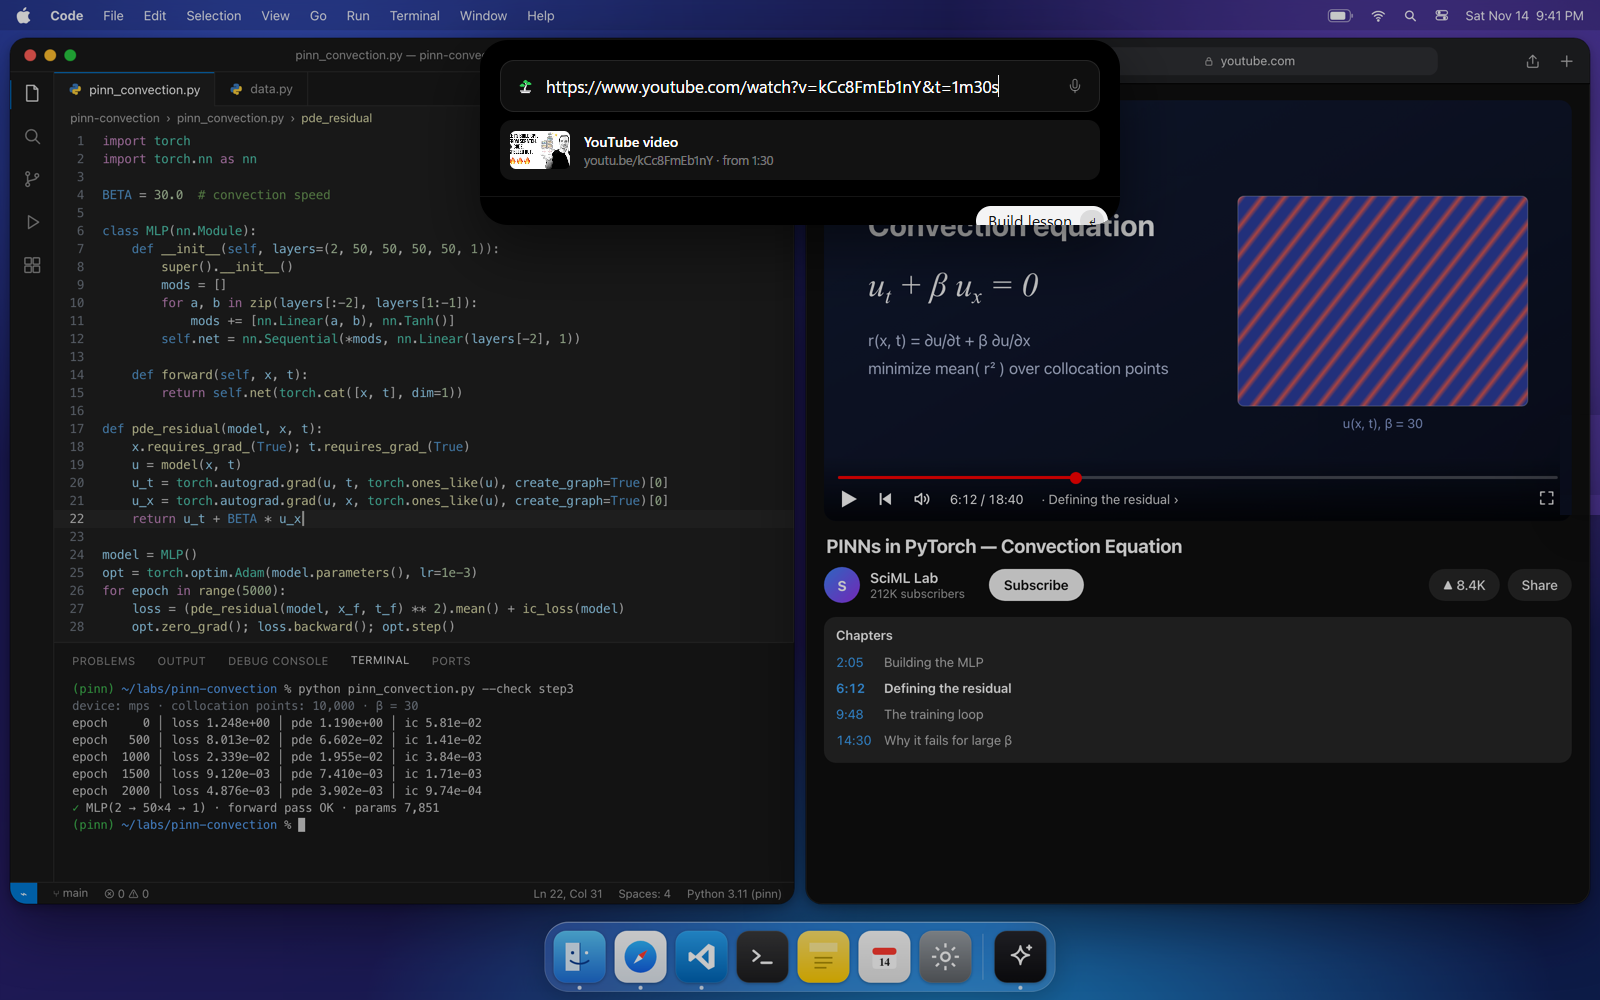 Code File Edit Selection View Go Run Terminal Window Help
Sat Nov 14 9:41 PM
pinn_convection.py — pinn-conve
pinn_convection.py
data.py
pinn-convection › pinn_convection.py › pde_residual
1 import torch
2 import torch.nn as nn
3
4 BETA = 30.0 # convection speed
5
6 class MLP(nn.Module):
7 def __init__(self, layers=(2, 50, 50, 50, 50, 1)):
8 super().__init__()
9 mods = []
10 for a, b in zip(layers[:-2], layers[1:-1]):
11 mods += [nn.Linear(a, b), nn.Tanh()]
12 self.net = nn.Sequential(*mods, nn.Linear(layers[-2], 1))
13
14 def forward(self, x, t):
15 return self.net(torch.cat([x, t], dim=1))
16
17 def pde_residual(model, x, t):
18 x.requires_grad_(True); t.requires_grad_(True)
19 u = model(x, t)
20 u_t = torch.autograd.grad(u, t, torch.ones_like(u), create_graph=True)[0]
21 u_x = torch.autograd.grad(u, x, torch.ones_like(u), create_graph=True)[0]
22 return u_t + BETA * u_x
23
24 model = MLP()
25 opt = torch.optim.Adam(model.parameters(), lr=1e-3)
26 for epoch in range(5000):
27 loss = (pde_residual(model, x_f, t_f) ** 2).mean() + ic_loss(model)
28 opt.zero_grad(); loss.backward(); opt.step()
PROBLEMS OUTPUT DEBUG CONSOLE TERMINAL PORTS
(pinn) ~/labs/pinn-convection % python pinn_convection.py --check step3
device: mps · collocation points: 10,000 · β = 30
epoch 0 | loss 1.248e+00 | pde 1.190e+00 | ic 5.81e-02
epoch 500 | loss 8.013e-02 | pde 6.602e-02 | ic 1.41e-02
epoch 1000 | loss 2.339e-02 | pde 1.955e-02 | ic 3.84e-03
epoch 1500 | loss 9.120e-03 | pde 7.410e-03 | ic 1.71e-03
epoch 2000 | loss 4.876e-03 | pde 3.902e-03 | ic 9.74e-04
✓ MLP(2 → 50×4 → 1) · forward pass OK · params 7,851
(pinn) ~/labs/pinn-convection %
main 0 0
Ln 22, Col 31 Spaces: 4 Python 3.11 (pinn)
https://www.youtube.com/watch?v=kCc8FmEb1nY&t=1m30s
YouTube video
youtu.be/kCc8FmEb1nY · from 1:30
Build lesson
youtube.com
Convection equation
u_t + β u_x = 0
r(x, t) = ∂u/∂t + β ∂u/∂x
minimize mean( r² ) over collocation points
u(x, t), β = 30
6:12 / 18:40 · Defining the residual ›
PINNs in PyTorch — Convection Equation
S
SciML Lab
212K subscribers
Subscribe
▲ 8.4K
Share
Chapters
2:05 Building the MLP
6:12 Defining the residual
9:48 The training loop
14:30 Why it fails for large β
14